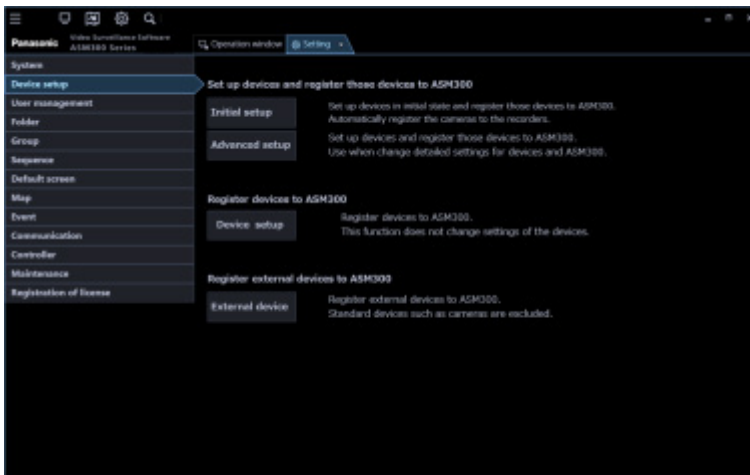 Panasonic
Video Surveillance Software
ASM300 Series
Operation window
Setting
System
Device setup
User management
Folder
Group
Sequence
Default screen
Map
Event
Communication
Controller
Maintenance
Registration of license
Set up devices and register those devices to ASM300
Initial setup
Set up devices in initial state and register those devices to ASM300.
Automatically register the cameras to the recorders.
Advanced setup
Set up devices and register those devices to ASM300.
Use when change detailed settings for devices and ASM300.
Register devices to ASM300
Device setup
Register devices to ASM300.
This function does not change settings of the devices.
Register external devices to ASM300
External device
Register external devices to ASM300.
Standard devices such as cameras are excluded.